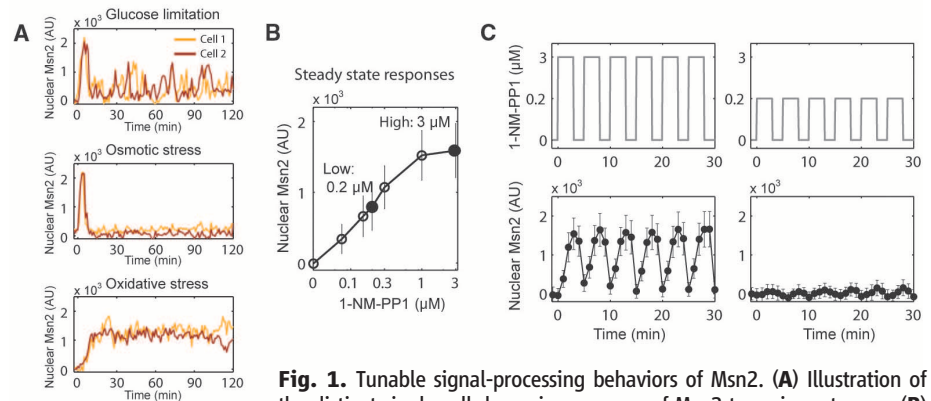 A
× 10³ Glucose limitation
Nuclear Msn2 (AU)
2
1
0
Cell 1
Cell 2
0 30 60 90 120
Time (min)
× 10³ Osmotic stress
Nuclear Msn2 (AU)
2
1
0
0 30 60 90 120
Time (min)
× 10³ Oxidative stress
Nuclear Msn2 (AU)
2
1
0
0 30 60 90 120
Time (min)
B
Steady state responses
× 10³
Nuclear Msn2 (AU)
2
1
0
High: 3 μM
Low:
0.2 μM
0 0.1 0.3 1 3
1-NM-PP1 (μM)
C
1-NM-PP1 (μM)
3
0.2
0
0 10 20 30
3
0.2
0
0 10 20 30
× 10³
Nuclear Msn2 (AU)
2
1
0
0 10 20 30
Time (min)
× 10³
2
1
0
0 10 20 30
Time (min)
Fig. 1. Tunable signal-processing behaviors of Msn2. (A) Illustration of